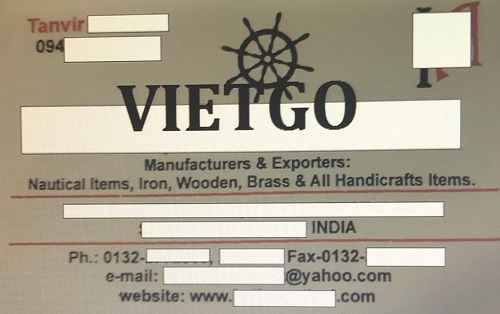 Tanvir
094
VIETGO
Manufacturers & Exporters:
Nautical Items, Iron, Wooden, Brass & All Handicrafts Items.
INDIA
Ph.: 0132- Fax-0132-
e-mail: @yahoo.com
website: www. .com